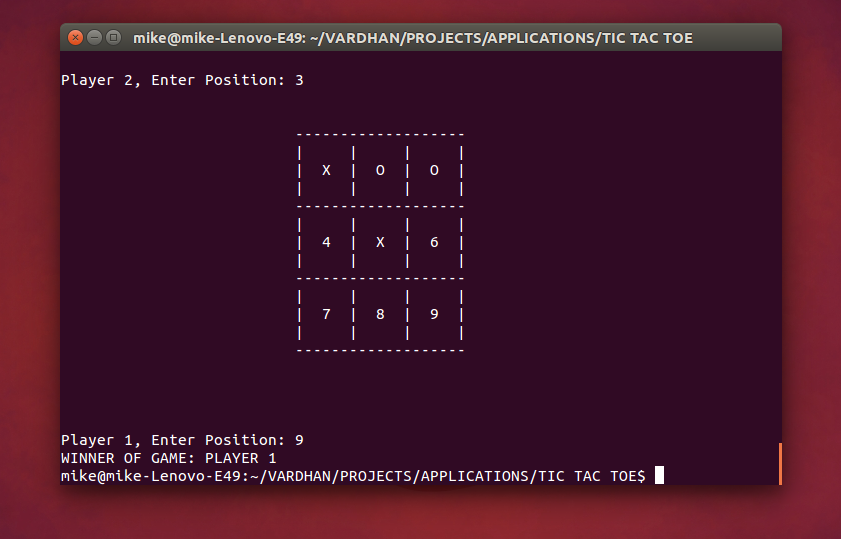 mike@mike-Lenovo-E49: ~/VARDHAN/PROJECTS/APPLICATIONS/TIC TAC TOE
Player 2, Enter Position: 3
-------------------
|     |     |     |
|  X  |  O  |  O  |
|     |     |     |
-------------------
|     |     |     |
|  4  |  X  |  6  |
|     |     |     |
-------------------
|     |     |     |
|  7  |  8  |  9  |
|     |     |     |
-------------------
Player 1, Enter Position: 9
WINNER OF GAME: PLAYER 1
mike@mike-Lenovo-E49:~/VARDHAN/PROJECTS/APPLICATIONS/TIC TAC TOE$